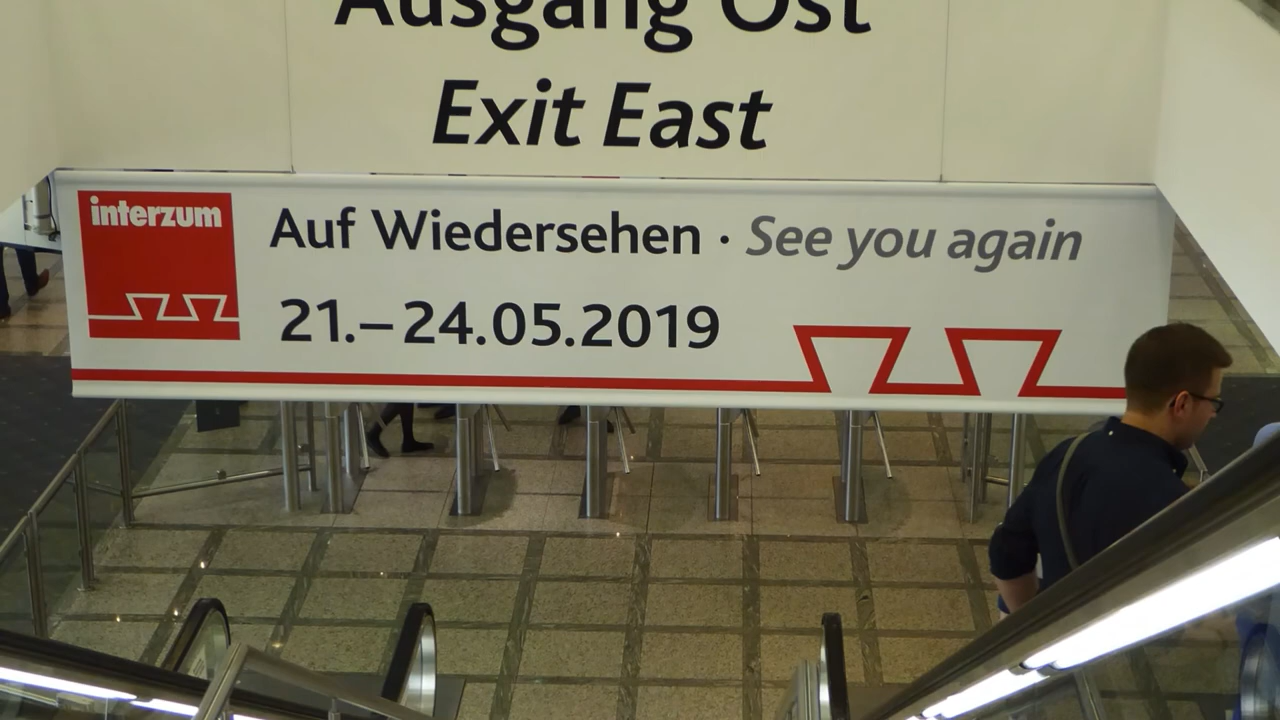 Ausgang Ost
Exit East
interzum
Auf Wiedersehen · See you again
21.–24.05.2019